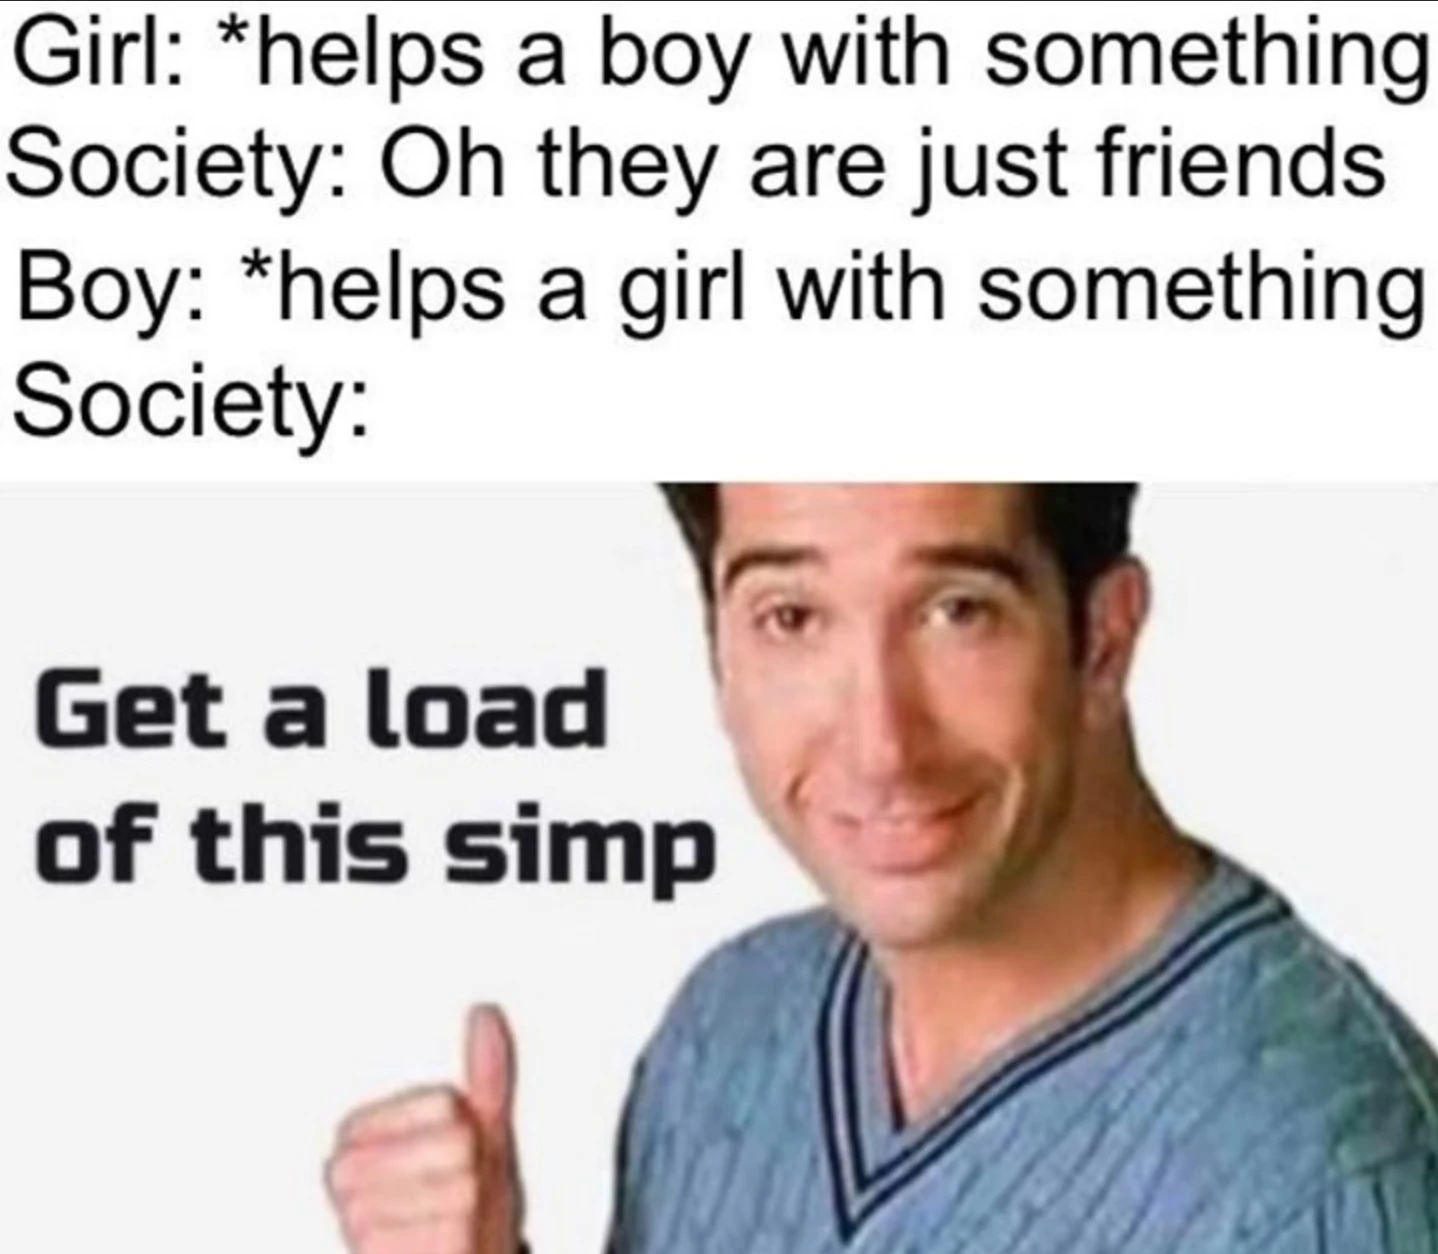 Girl: *helps a boy with something
Society: Oh they are just friends
Boy: *helps a girl with something
Society:
Get a load
of this simp